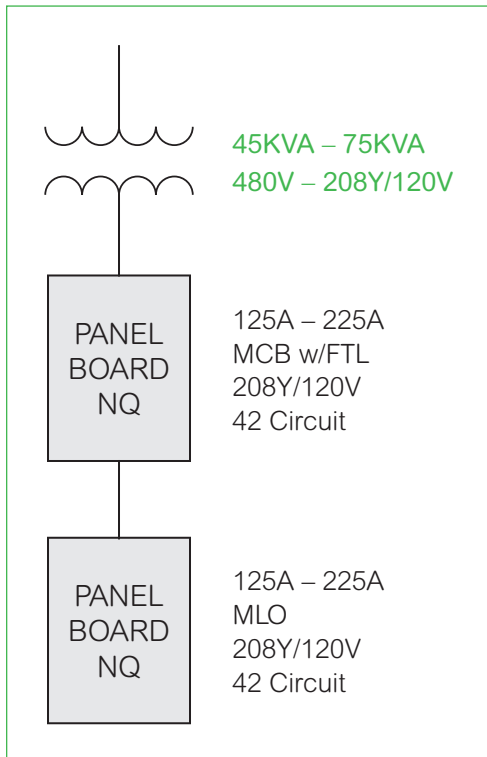 45KVA – 75KVA
480V – 208Y/120V
PANEL
BOARD
NQ
125A – 225A
MCB w/FTL
208Y/120V
42 Circuit
PANEL
BOARD
NQ
125A – 225A
MLO
208Y/120V
42 Circuit